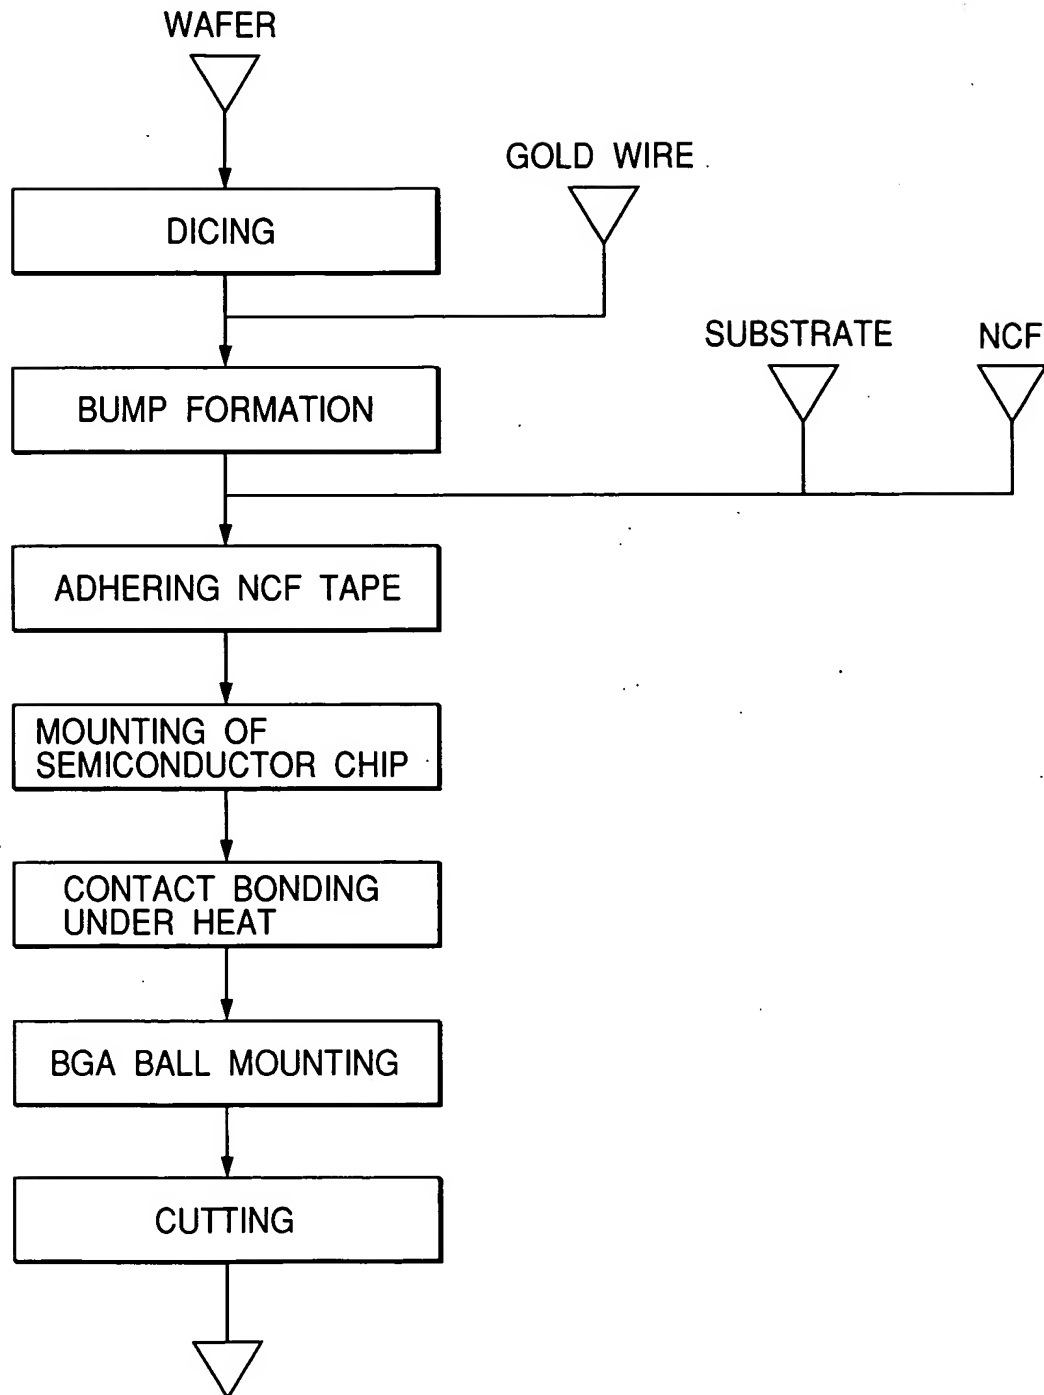 WAFER
GOLD WIRE
DICING
SUBSTRATE
NCF
BUMP FORMATION
ADHERING NCF TAPE
MOUNTING OF
SEMICONDUCTOR CHIP
CONTACT BONDING
UNDER HEAT
BGA BALL MOUNTING
CUTTING